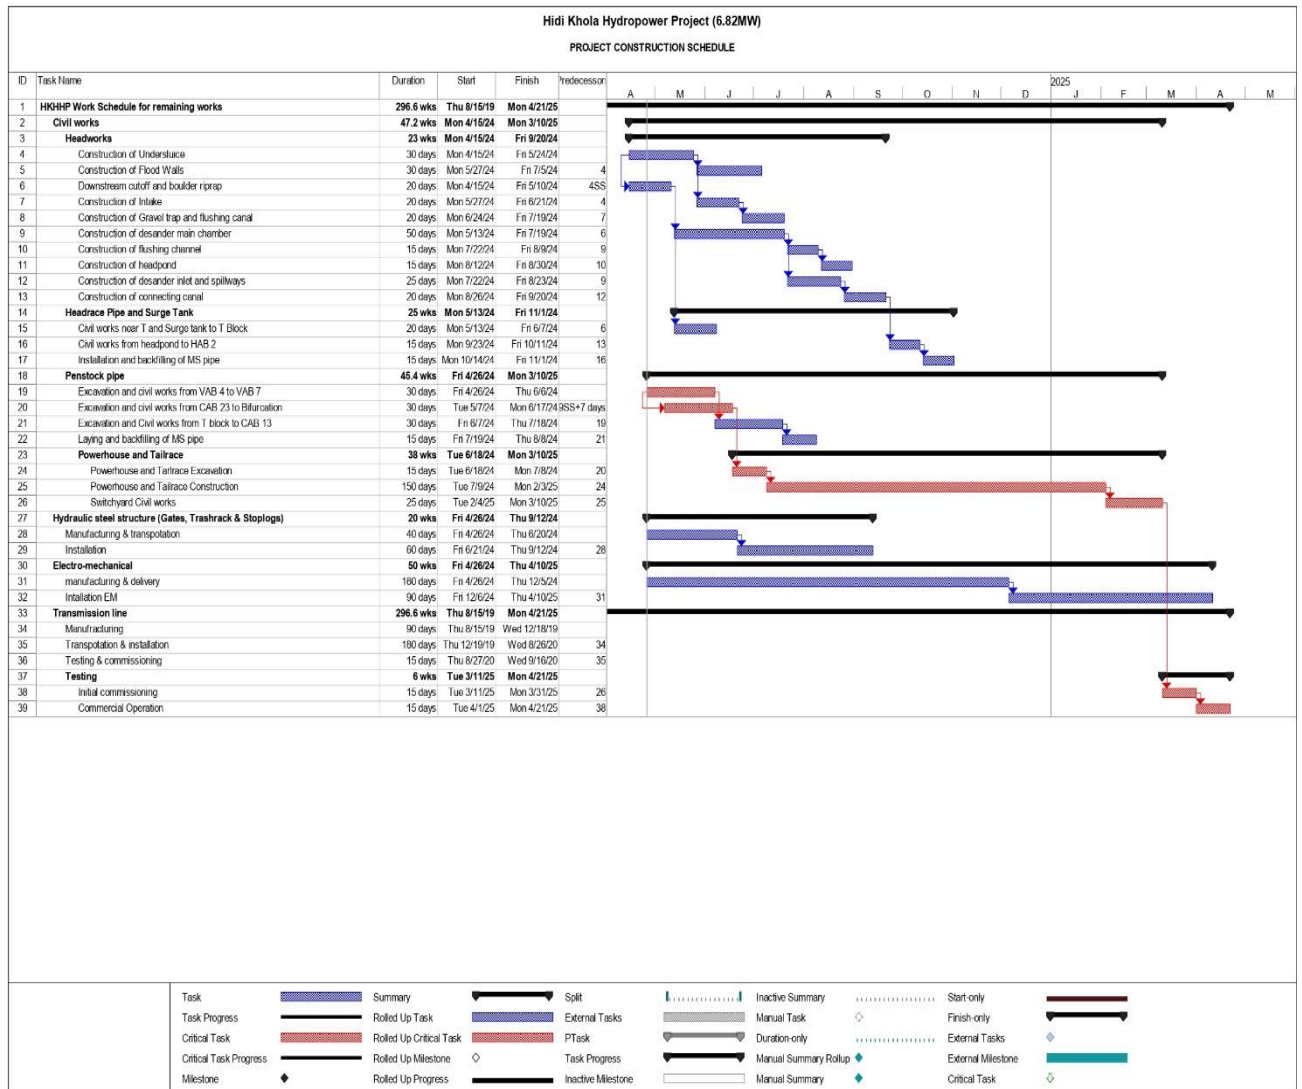 Hidi Khola Hydropower Project (6.82MW)
PROJECT CONSTRUCTION SCHEDULE
ID Task Name Duration Start Finish Predecessors 2025
A M J J A S O N D J F M A M
1 HKHHP Work Schedule for remaining works 296.6 wks Thu 8/15/19 Mon 4/21/25
2 Civil works 47.2 wks Mon 4/15/24 Mon 3/10/25
3 Headworks 23 wks Mon 4/15/24 Fri 9/20/24
4 Construction of Undersluice 30 days Mon 4/15/24 Fri 5/24/24
5 Construction of Flood Walls 30 days Mon 5/27/24 Fri 7/5/24 4
6 Downstream cutoff and boulder riprap 20 days Mon 4/15/24 Fri 5/10/24 4SS
7 Construction of Intake 20 days Mon 5/27/24 Fri 6/21/24 4
8 Construction of Gravel trap and flushing canal 20 days Mon 6/24/24 Fri 7/19/24 7
9 Construction of desander main chamber 50 days Mon 5/13/24 Fri 7/19/24 6
10 Construction of flushing channel 15 days Mon 7/22/24 Fri 8/9/24 9
11 Construction of headpond 15 days Mon 8/12/24 Fri 8/30/24 10
12 Construction of desander inlet and spillways 25 days Mon 7/22/24 Fri 8/23/24 9
13 Construction of connecting canal 20 days Mon 8/26/24 Fri 9/20/24 12
14 Headrace Pipe and Surge Tank 25 wks Mon 5/13/24 Fri 11/1/24
15 Civil works near T and Surge tank to T Block 20 days Mon 5/13/24 Fri 6/7/24 6
16 Civil works from headpond to HAB 2 15 days Mon 9/23/24 Fri 10/11/24 13
17 Installation and backfilling of MS pipe 15 days Mon 10/14/24 Fri 11/1/24 16
18 Penstock pipe 45.4 wks Fri 4/26/24 Mon 3/10/25
19 Excavation and civil works from VAB 4 to VAB 7 30 days Fri 4/26/24 Thu 6/6/24
20 Excavation and civil works from CAB 23 to Bifurcation 30 days Tue 5/7/24 Mon 6/17/24 9SS+7 days
21 Excavation and Civil works from T block to CAB 13 30 days Fri 6/7/24 Thu 7/18/24 19
22 Laying and backfilling of MS pipe 15 days Fri 7/19/24 Thu 8/8/24 21
23 Powerhouse and Tailrace 38 wks Tue 6/18/24 Mon 3/10/25
24 Powerhouse and Tarlrace Excavation 15 days Tue 6/18/24 Mon 7/8/24 20
25 Powerhouse and Tailrace Construction 150 days Tue 7/9/24 Mon 2/3/25 24
26 Switchyard Civil works 25 days Tue 2/4/25 Mon 3/10/25 25
27 Hydraulic steel structure (Gates, Trashrack & Stoplogs) 20 wks Fri 4/26/24 Thu 9/12/24
28 Manufacturing & transpotation 40 days Fri 4/26/24 Thu 6/20/24
29 Installation 60 days Fri 6/21/24 Thu 9/12/24 28
30 Electro-mechanical 50 wks Fri 4/26/24 Thu 4/10/25
31 manufacturing & delivery 160 days Fri 4/26/24 Thu 12/5/24
32 Intallation EM 90 days Fri 12/6/24 Thu 4/10/25 31
33 Transmission line 296.6 wks Thu 8/15/19 Mon 4/21/25
34 Manufracturing 90 days Thu 8/15/19 Wed 12/18/19
35 Transpotation & installation 180 days Thu 12/19/19 Wed 8/26/20 34
36 Testing & commissioning 15 days Thu 8/27/20 Wed 9/16/20 35
37 Testing 6 wks Tue 3/11/25 Mon 4/21/25
38 Initial commissioning 15 days Tue 3/11/25 Mon 3/31/25 26
39 Commercial Operation 15 days Tue 4/1/25 Mon 4/21/25 38
Task Summary Split Inactive Summary Start-only
Task Progress Rolled Up Task External Tasks Manual Task Finish-only
Critical Task Rolled Up Critical Task PTask Duration-only External Tasks
Critical Task Progress Rolled Up Milestone Task Progress Manual Summary Rollup External Milestone
Milestone Rolled Up Progress Inactive Milestone Manual Summary Critical Task